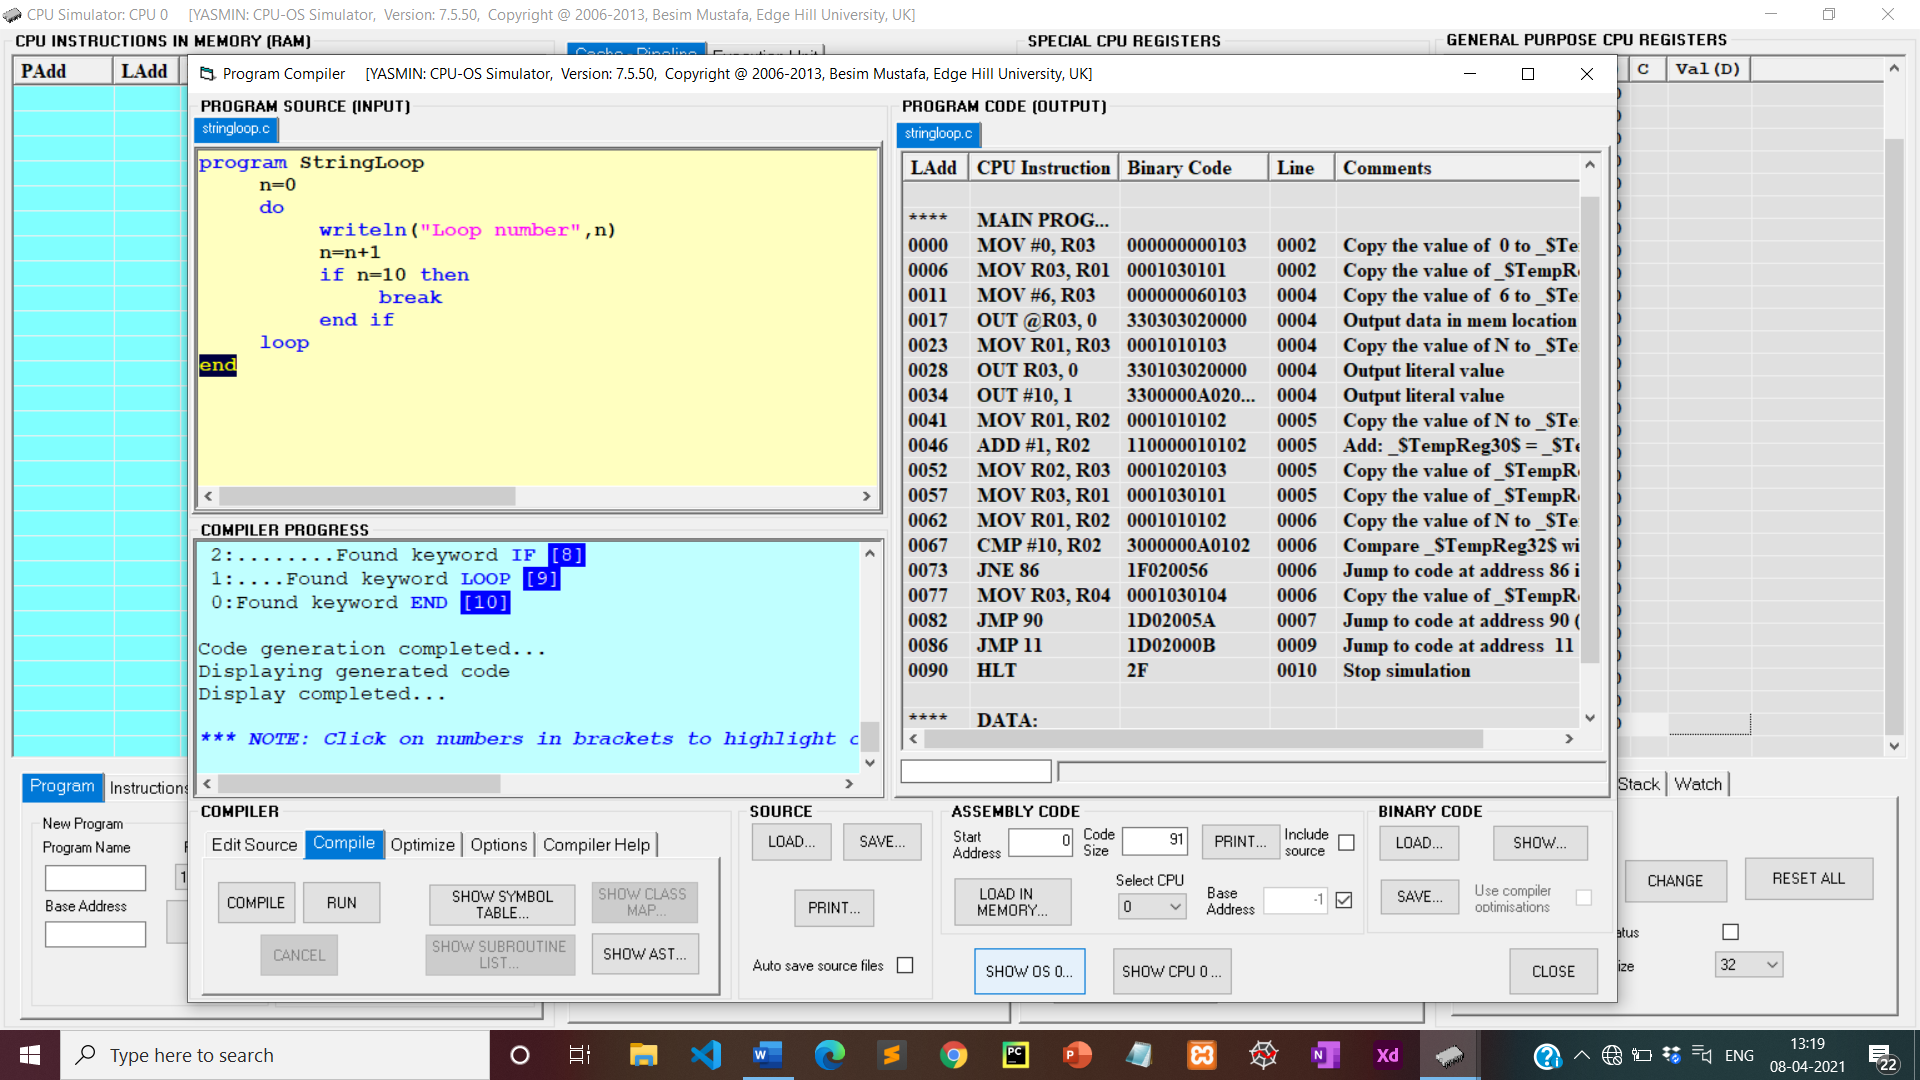 CPU Simulator: CPU 0 [YASMIN: CPU-OS Simulator, Version: 7.5.50, Copyright @ 2006-2013, Besim Mustafa, Edge Hill University, UK]
CPU INSTRUCTIONS IN MEMORY (RAM)
Cache - Pipeline Execution Unit
SPECIAL CPU REGISTERS
GENERAL PURPOSE CPU REGISTERS
PAdd LAdd
C Val (D)
Program Compiler [YASMIN: CPU-OS Simulator, Version: 7.5.50, Copyright @ 2006-2013, Besim Mustafa, Edge Hill University, UK]
PROGRAM SOURCE (INPUT)
stringloop.c
program StringLoop
n=0
do
writeln("Loop number",n)
n=n+1
if n=10 then
break
end if
loop
end
COMPILER PROGRESS
2:........Found keyword IF [8]
1:....Found keyword LOOP [9]
0:Found keyword END [10]
Code generation completed...
Displaying generated code
Display completed...
*** NOTE: Click on numbers in brackets to highlight c
PROGRAM CODE (OUTPUT)
stringloop.c
LAdd CPU Instruction Binary Code Line Comments
**** MAIN PROG...
0000 MOV #0, R03 000000000103 0002 Copy the value of 0 to _$Te
0006 MOV R03, R01 0001030101 0002 Copy the value of _$TempR
0011 MOV #6, R03 000000060103 0004 Copy the value of 6 to _$Te
0017 OUT @R03, 0 330303020000 0004 Output data in mem location
0023 MOV R01, R03 0001010103 0004 Copy the value of N to _$Te
0028 OUT R03, 0 330103020000 0004 Output literal value
0034 OUT #10, 1 3300000A020... 0004 Output literal value
0041 MOV R01, R02 0001010102 0005 Copy the value of N to _$Te
0046 ADD #1, R02 110000010102 0005 Add: _$TempReg30$ = _$Te
0052 MOV R02, R03 0001020103 0005 Copy the value of _$TempR
0057 MOV R03, R01 0001030101 0005 Copy the value of _$TempR
0062 MOV R01, R02 0001010102 0006 Copy the value of N to _$Te
0067 CMP #10, R02 3000000A0102 0006 Compare _$TempReg32$ wi
0073 JNE 86 1F020056 0006 Jump to code at address 86 i
0077 MOV R03, R04 0001030104 0006 Copy the value of _$TempR
0082 JMP 90 1D02005A 0007 Jump to code at address 90 (
0086 JMP 11 1D02000B 0009 Jump to code at address 11
0090 HLT 2F 0010 Stop simulation
**** DATA:
Program Instructions
New Program
Program Name
1
Base Address
COMPILER
Edit Source Compile Optimize Options Compiler Help
COMPILE RUN
SHOW SYMBOL TABLE...
SHOW CLASS MAP...
CANCEL
SHOW SUBROUTINE LIST...
SHOW AST...
SOURCE
LOAD... SAVE...
PRINT...
Auto save source files
ASSEMBLY CODE
Start Address 0 Code Size 91 PRINT... Include source
LOAD IN MEMORY...
Select CPU
0
Base Address -1
SHOW OS 0... SHOW CPU 0 ...
BINARY CODE
LOAD... SHOW...
SAVE... Use compiler optimisations
CLOSE
Stack Watch
CHANGE RESET ALL
atus
ize 32
Type here to search
ENG
13:19
08-04-2021
22